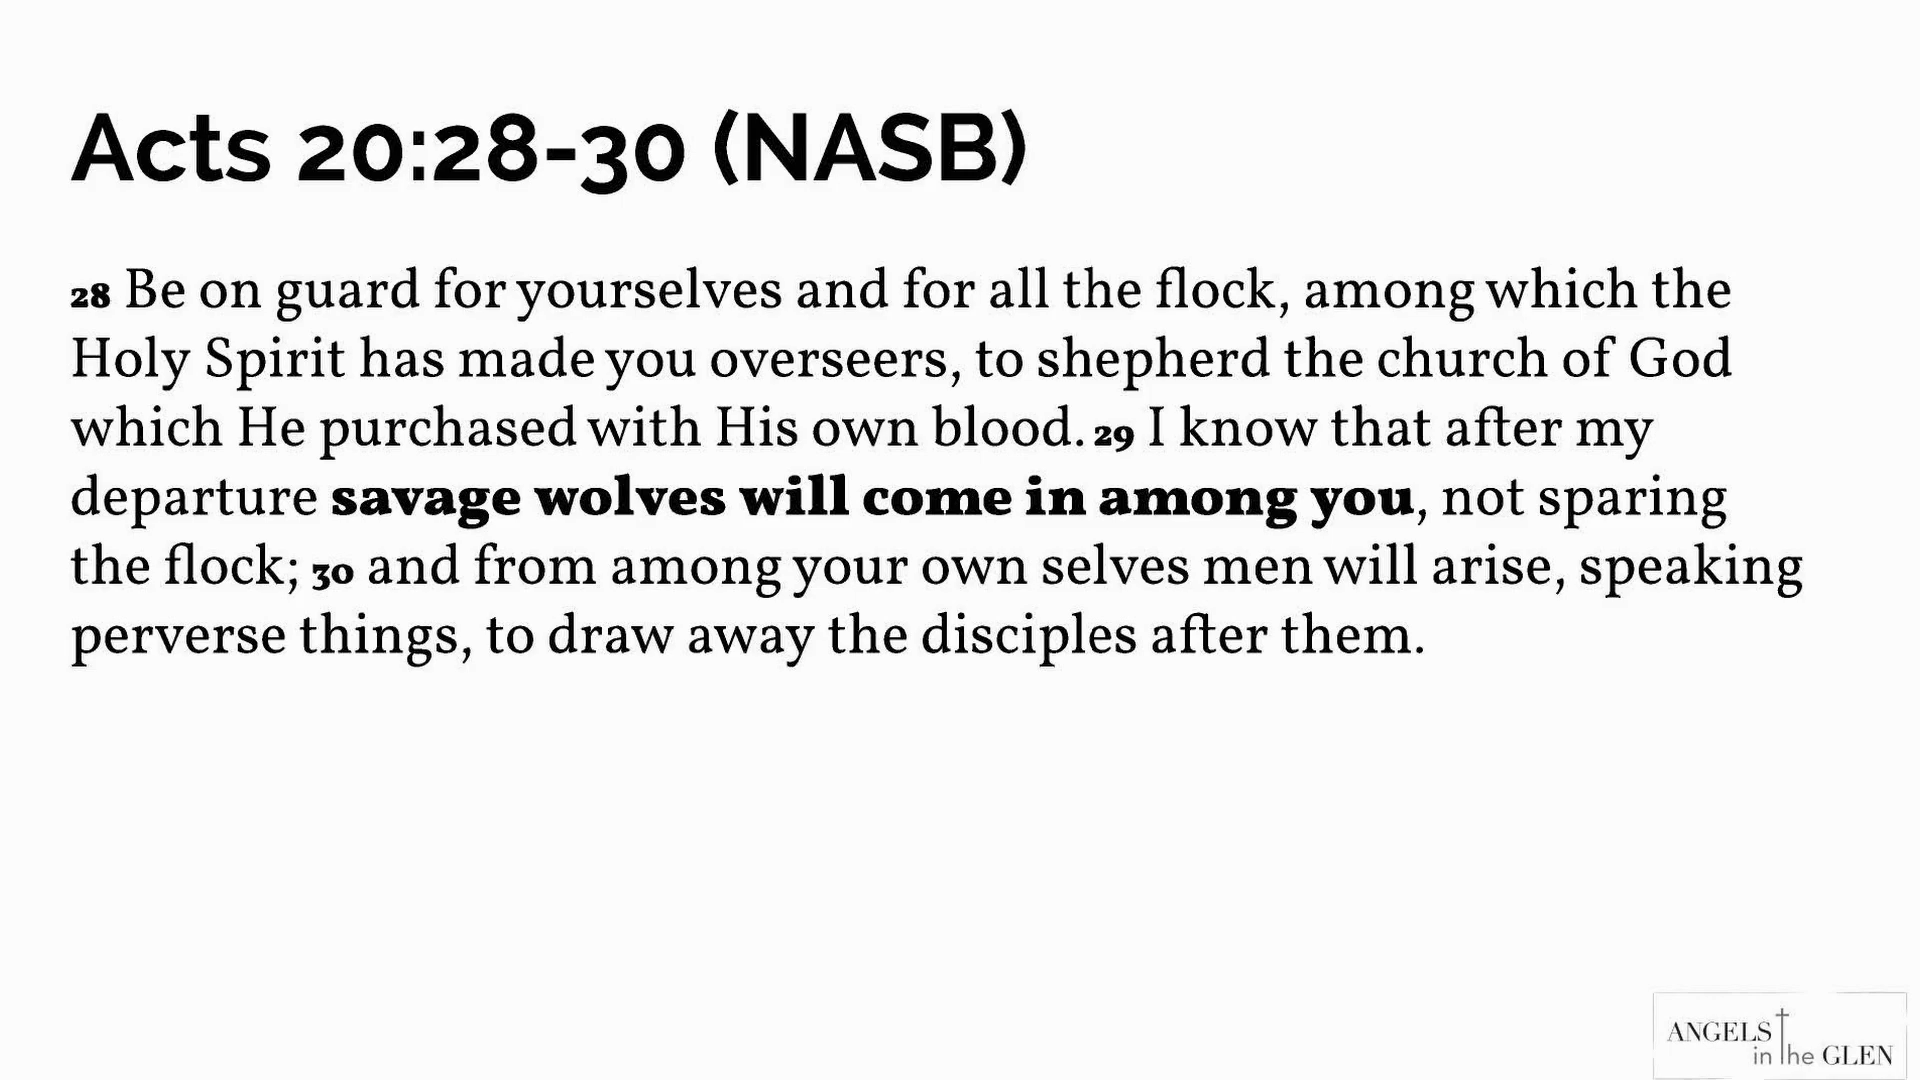 Acts 20:28-30 (NASB)
28 Be on guard for yourselves and for all the flock, among which the
Holy Spirit has made you overseers, to shepherd the church of God
which He purchased with His own blood. 29 I know that after my
departure savage wolves will come in among you, not sparing
the flock; 30 and from among your own selves men will arise, speaking
perverse things, to draw away the disciples after them.
ANGELS
in the GLEN